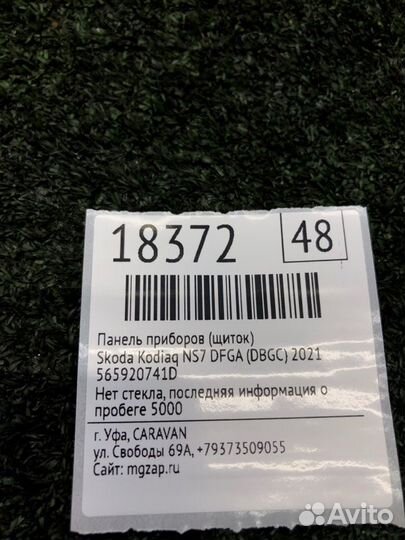 18372 48
Панель приборов (щиток)
Skoda Kodiaq NS7 DFGA (DBGC) 2021
565920741D
Нет стекла, последняя информация о
пробеге 5000
г. Уфа, CARAVAN
ул. Свободы 69А, +79373509055
Сайт: mgzap.ru
Avito